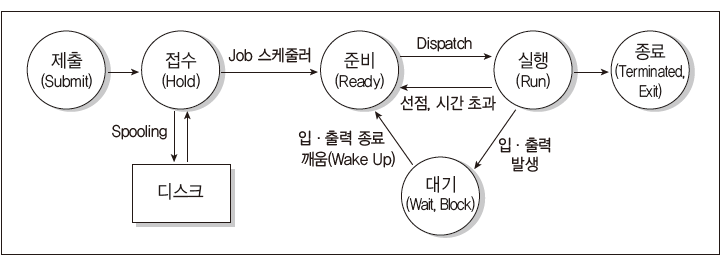 제출
(Submit)
접수
(Hold)
Job 스케줄러
준비
(Ready)
Dispatch
선점, 시간 초과
실행
(Run)
종료
(Terminated,
Exit)
Spooling
디스크
입·출력 종료
깨움(Wake Up)
입·출력
발생
대기
(Wait, Block)